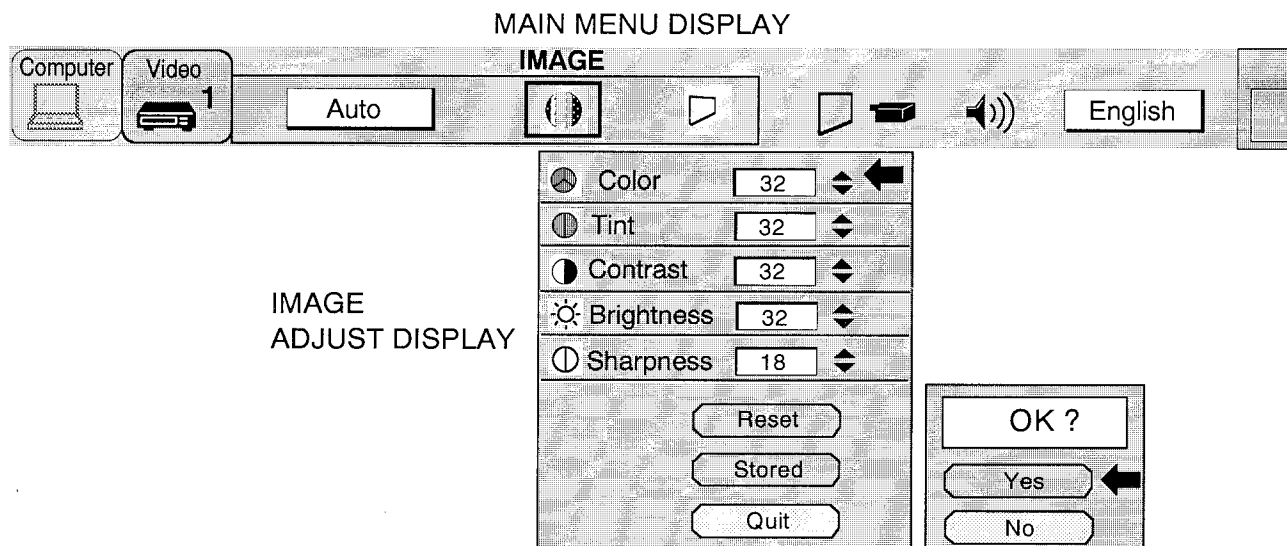 MAIN MENU DISPLAY
IMAGE
Computer
Video
1
Auto
English
Color 32
Tint 32
Contrast 32
Brightness 32
Sharpness 18
IMAGE
ADJUST DISPLAY
Reset
Stored
Quit
OK ?
Yes
No